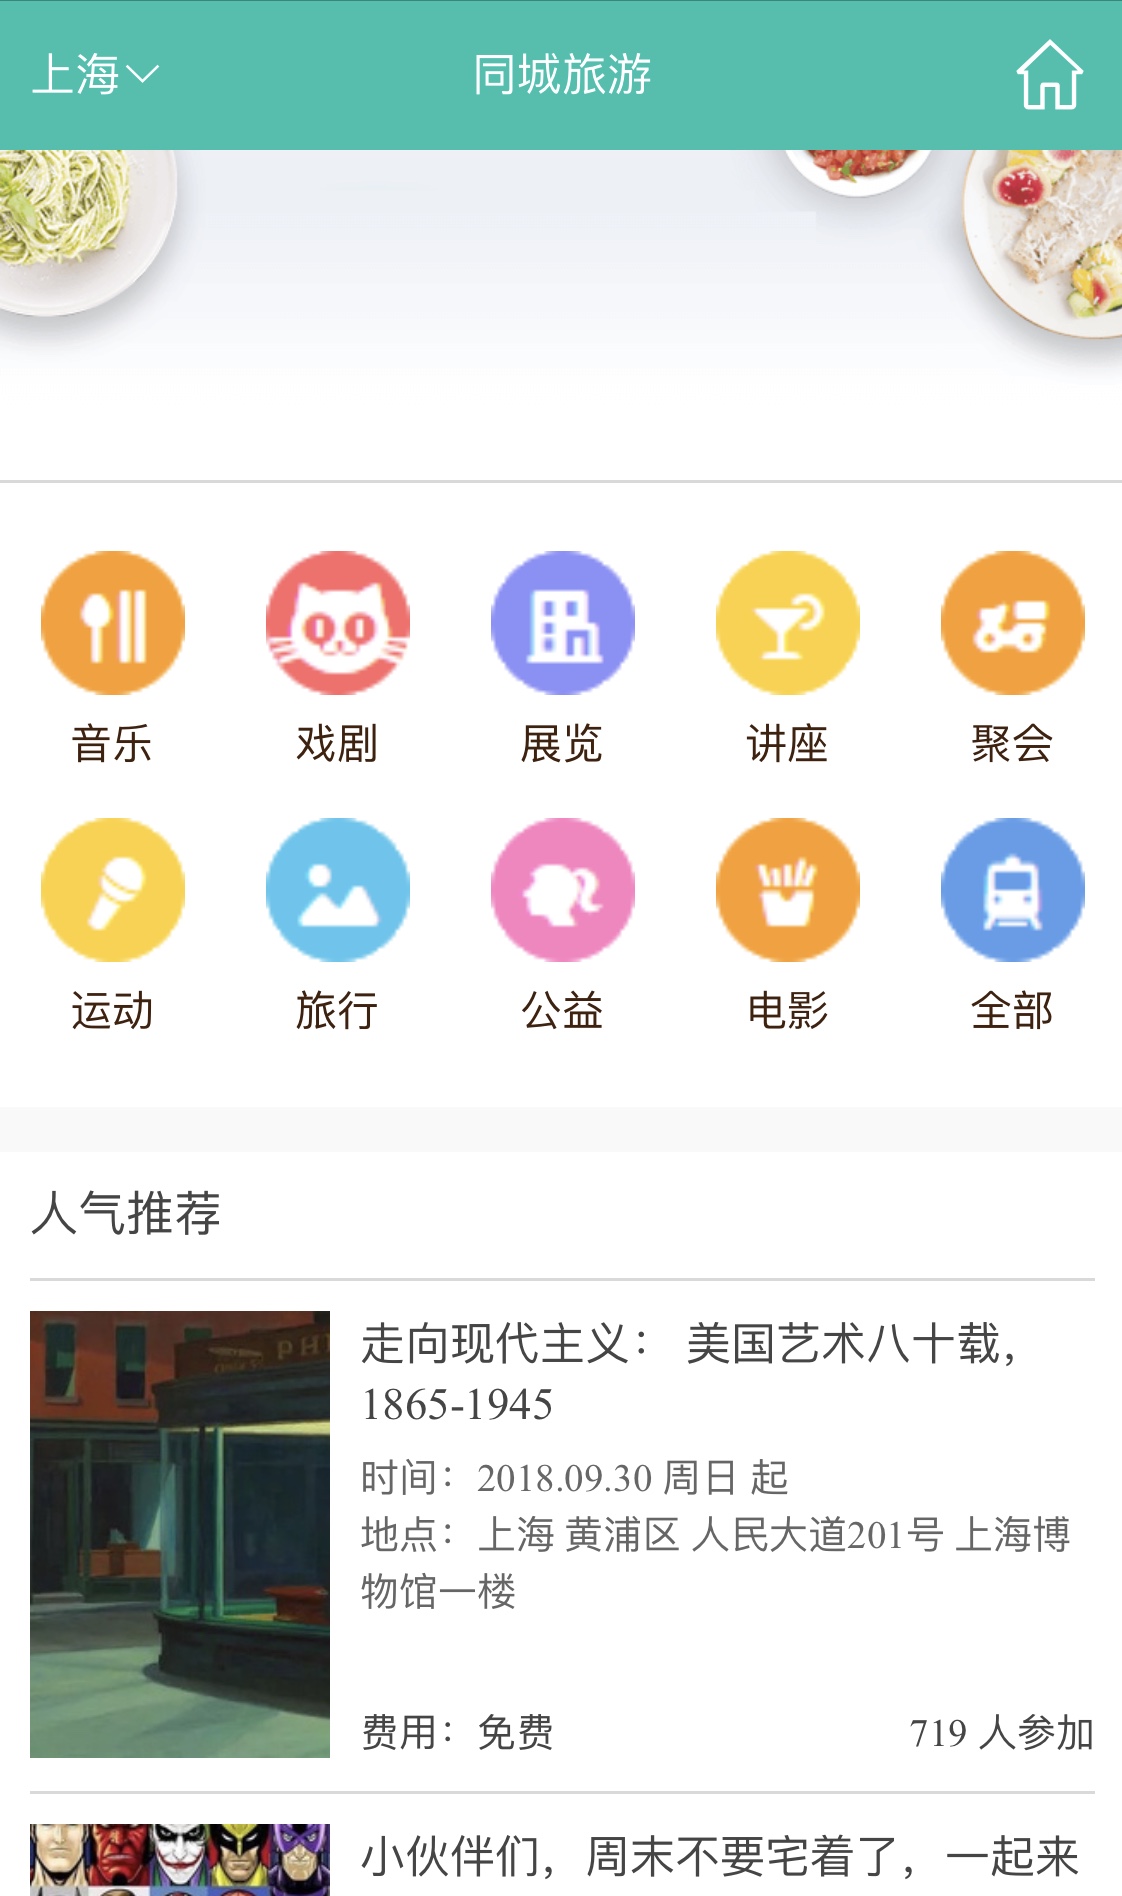 上海
同城旅游
音乐 戏剧 展览 讲座 聚会
运动 旅行 公益 电影 全部
人气推荐
PH
走向现代主义： 美国艺术八十载，
1865-1945
时间：2018.09.30 周日 起
地点：上海 黄浦区 人民大道201号 上海博
物馆一楼
费用：免费 719 人参加
小伙伴们，周末不要宅着了，一起来